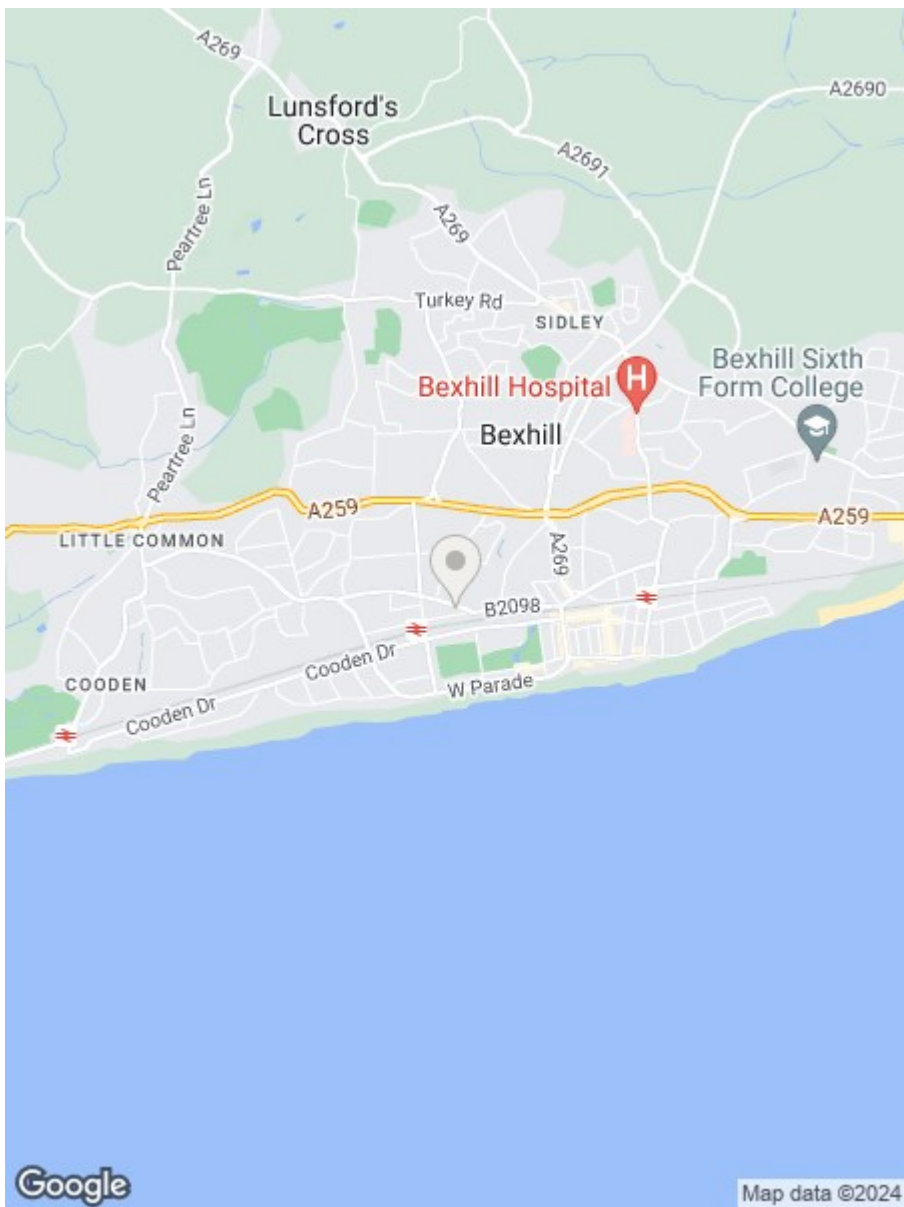 A269
A2690
Lunsford's
Cross
A2691
Peartree Ln
A269
Turkey Rd
SIDLEY
Bexhill Sixth
Form College
Bexhill Hospital
H
Bexhill
Peartree Ln
A259
A259
LITTLE COMMON
A269
B2098
Cooden Dr
COODEN
W Parade
Cooden Dr
Google
Map data ©2024